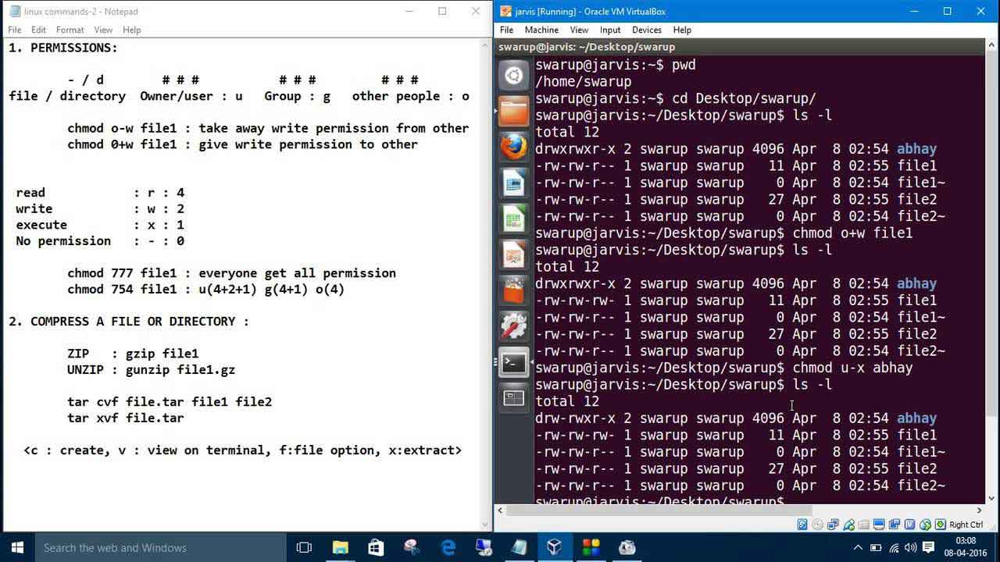 linux commands-2 - Notepad
File Edit Format View Help
1. PERMISSIONS:
- / d # # # # # # # # #
file / directory Owner/user : u Group : g other people : o
chmod o-w file1 : take away write permission from other
chmod 0+w file1 : give write permission to other
read : r : 4
write : w : 2
execute : x : 1
No permission : - : 0
chmod 777 file1 : everyone get all permission
chmod 754 file1 : u(4+2+1) g(4+1) o(4)
2. COMPRESS A FILE OR DIRECTORY :
ZIP : gzip file1
UNZIP : gunzip file1.gz
tar cvf file.tar file1 file2
tar xvf file.tar
<c : create, v : view on terminal, f:file option, x:extract>
jarvis [Running] - Oracle VM VirtualBox
File Machine View Input Devices Help
swarup@jarvis: ~/Desktop/swarup
swarup@jarvis:~$ pwd
/home/swarup
swarup@jarvis:~$ cd Desktop/swarup/
swarup@jarvis:~/Desktop/swarup$ ls -l
total 12
drwxrwxr-x 2 swarup swarup 4096 Apr 8 02:54 abhay
-rw-rw-r-- 1 swarup swarup 11 Apr 8 02:55 file1
-rw-rw-r-- 1 swarup swarup 0 Apr 8 02:54 file1~
-rw-rw-r-- 1 swarup swarup 27 Apr 8 02:55 file2
-rw-rw-r-- 1 swarup swarup 0 Apr 8 02:54 file2~
swarup@jarvis:~/Desktop/swarup$ chmod o+w file1
swarup@jarvis:~/Desktop/swarup$ ls -l
total 12
drwxrwxr-x 2 swarup swarup 4096 Apr 8 02:54 abhay
-rw-rw-rw- 1 swarup swarup 11 Apr 8 02:55 file1
-rw-rw-r-- 1 swarup swarup 0 Apr 8 02:54 file1~
-rw-rw-r-- 1 swarup swarup 27 Apr 8 02:55 file2
-rw-rw-r-- 1 swarup swarup 0 Apr 8 02:54 file2~
swarup@jarvis:~/Desktop/swarup$ chmod u-x abhay
swarup@jarvis:~/Desktop/swarup$ ls -l
total 12
drw-rwxr-x 2 swarup swarup 4096 Apr 8 02:54 abhay
-rw-rw-rw- 1 swarup swarup 11 Apr 8 02:55 file1
-rw-rw-r-- 1 swarup swarup 0 Apr 8 02:54 file1~
-rw-rw-r-- 1 swarup swarup 27 Apr 8 02:55 file2
-rw-rw-r-- 1 swarup swarup 0 Apr 8 02:54 file2~
swarup@jarvis:~/Desktop/swarup$
Right Ctrl
Search the web and Windows
03:08
08-04-2016